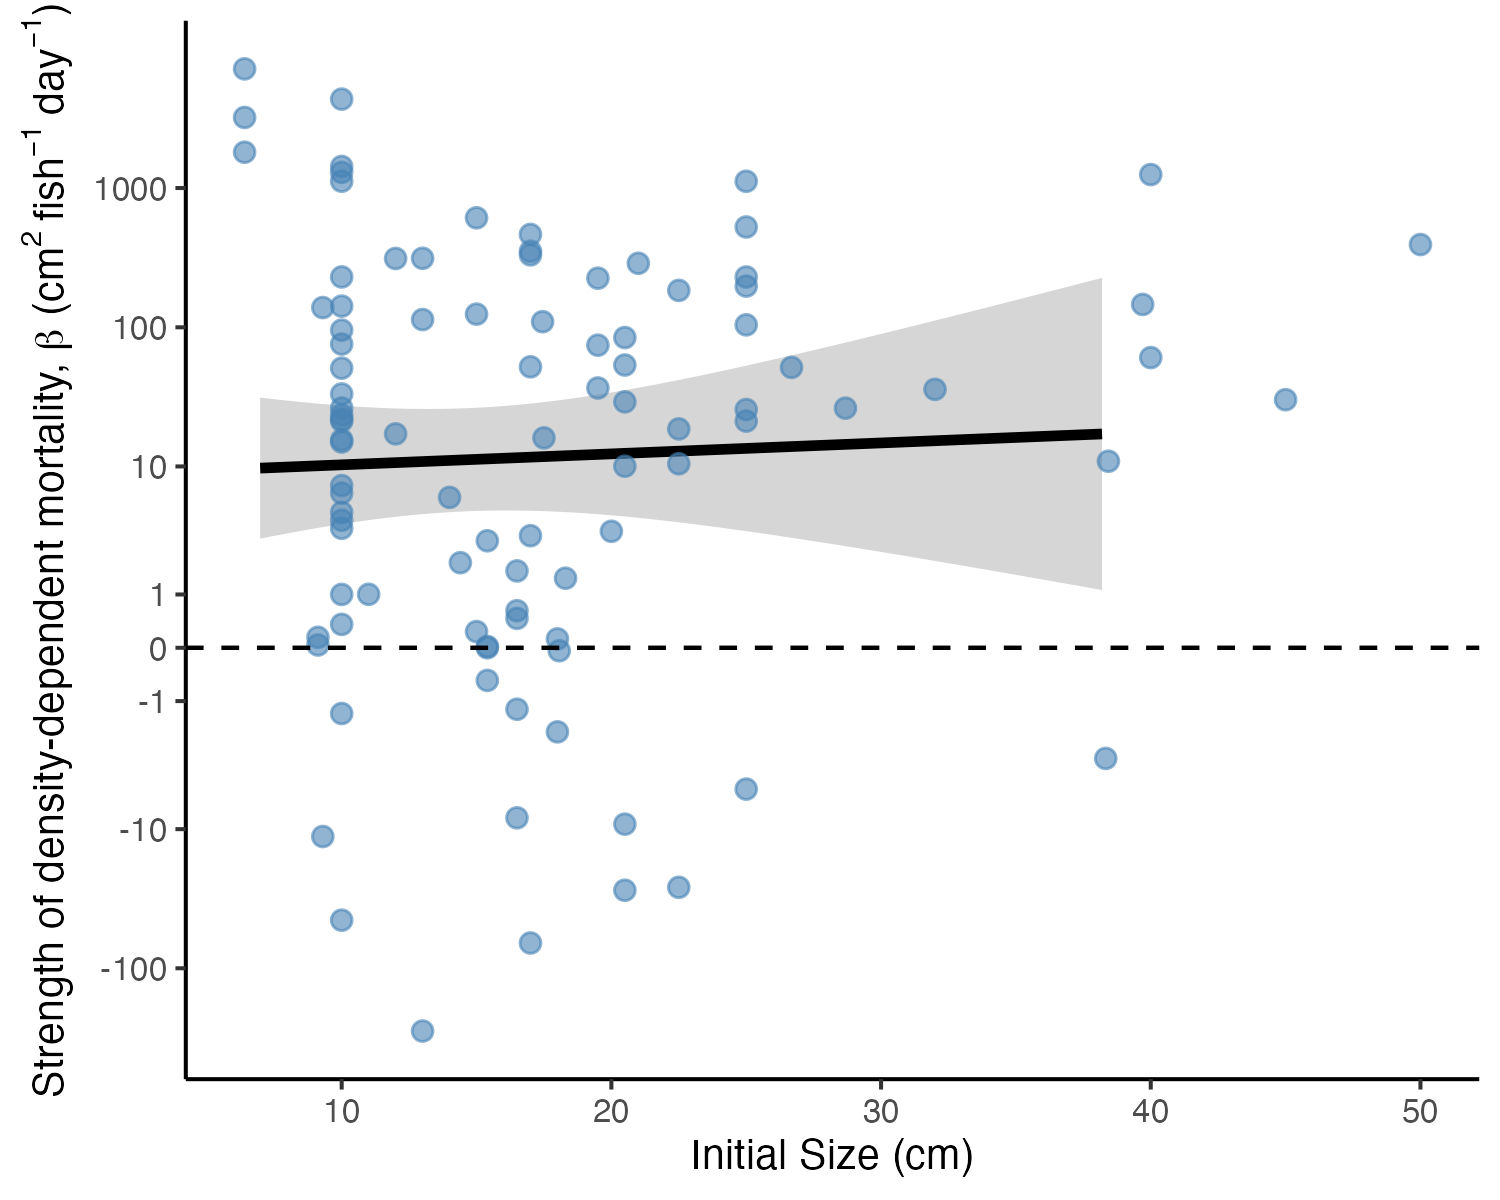 Strength of density-dependent mortality, β (cm² fish⁻¹ day⁻¹)
1000
100
10
1
0
-1
-10
-100
10 20 30 40 50
Initial Size (cm)